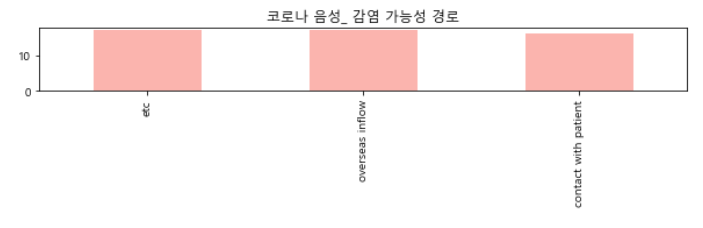 코로나 음성_ 감염 가능성 경로
10
0
etc
overseas inflow
contact with patient